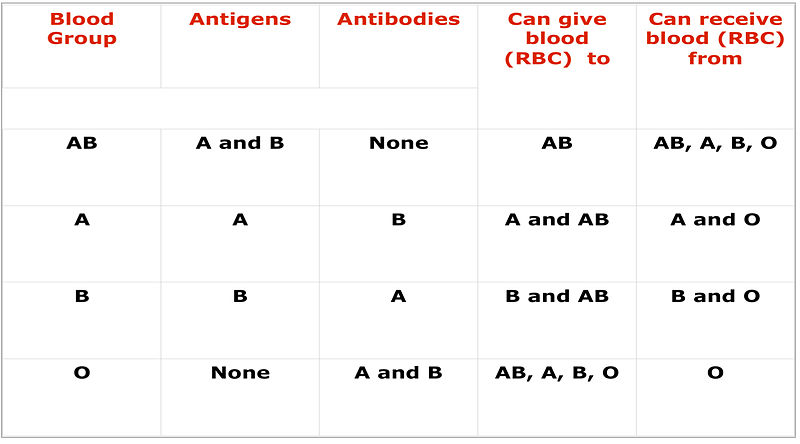 Blood Group
Antigens
Antibodies
Can give blood (RBC) to
Can receive blood (RBC) from
AB
A and B
None
AB
AB, A, B, O
A
A
B
A and AB
A and O
B
B
A
B and AB
B and O
O
None
A and B
AB, A, B, O
O